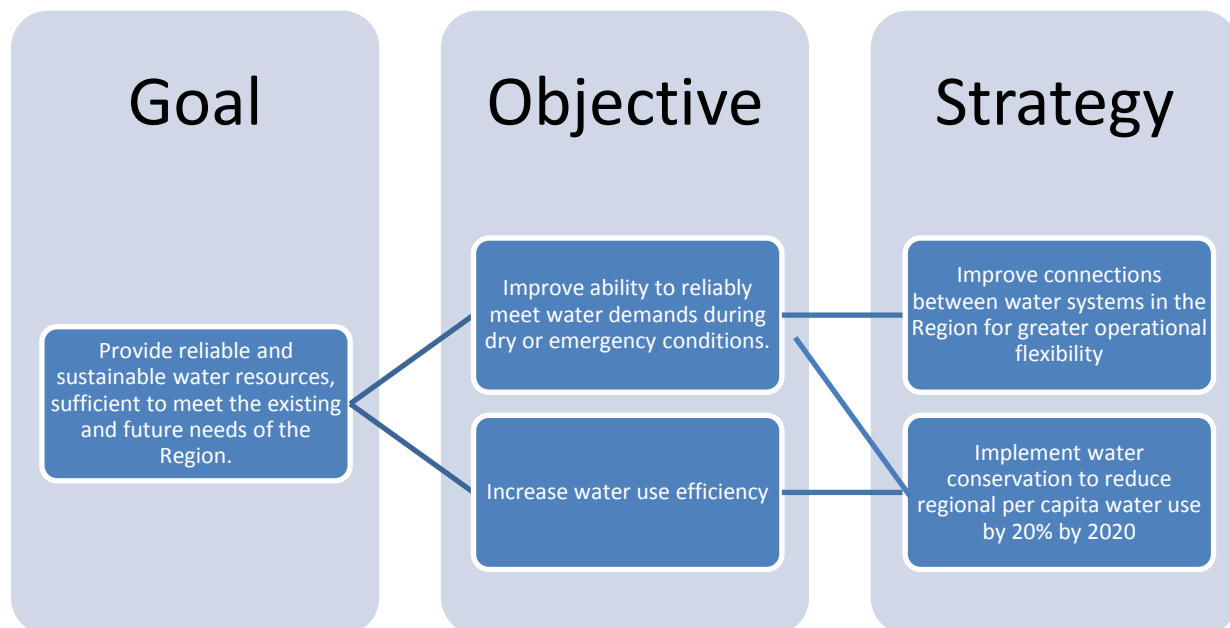 Goal
Objective
Strategy
Provide reliable and
sustainable water resources,
sufficient to meet the existing
and future needs of the
Region.
Improve ability to reliably
meet water demands during
dry or emergency conditions.
Increase water use efficiency
Improve connections
between water systems in the
Region for greater operational
flexibility
Implement water
conservation to reduce
regional per capita water use
by 20% by 2020